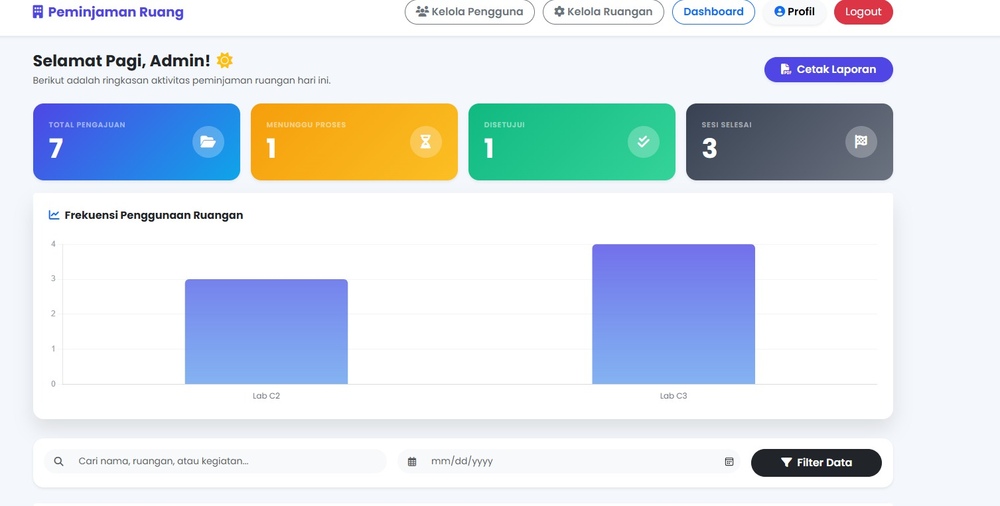 Peminjaman Ruang
Kelola Pengguna
Kelola Ruangan
Dashboard
Profil
Logout
Selamat Pagi, Admin!
Berikut adalah ringkasan aktivitas peminjaman ruangan hari ini.
PDF
Cetak Laporan
TOTAL PENGAJUAN
7
MENUNGGU PROSES
1
DISETUJUI
1
SESI SELESAI
3
Frekuensi Penggunaan Ruangan
4
3
2
1
0
Lab C2
Lab C3
Cari nama, ruangan, atau kegiatan...
mm/dd/yyyy
Filter Data